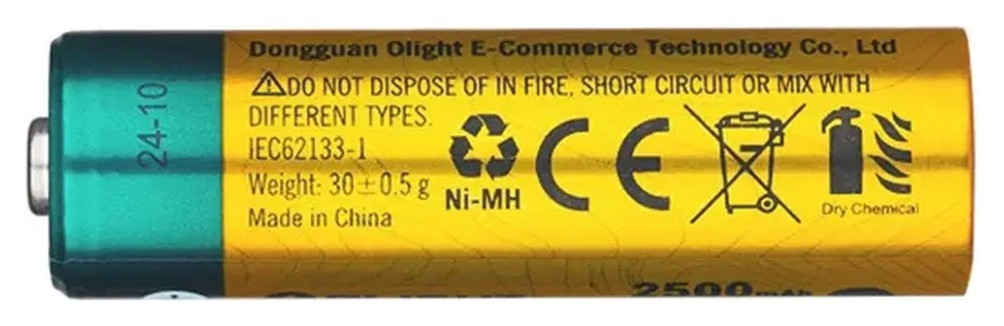 Dongguan Olight E-Commerce Technology Co., Ltd
⚠DO NOT DISPOSE OF IN FIRE, SHORT CIRCUIT OR MIX WITH
DIFFERENT TYPES.
IEC62133-1
Weight: 30±0.5 g
Made in China
Ni-MH
CE
Dry Chemical
24-10
2500mAh